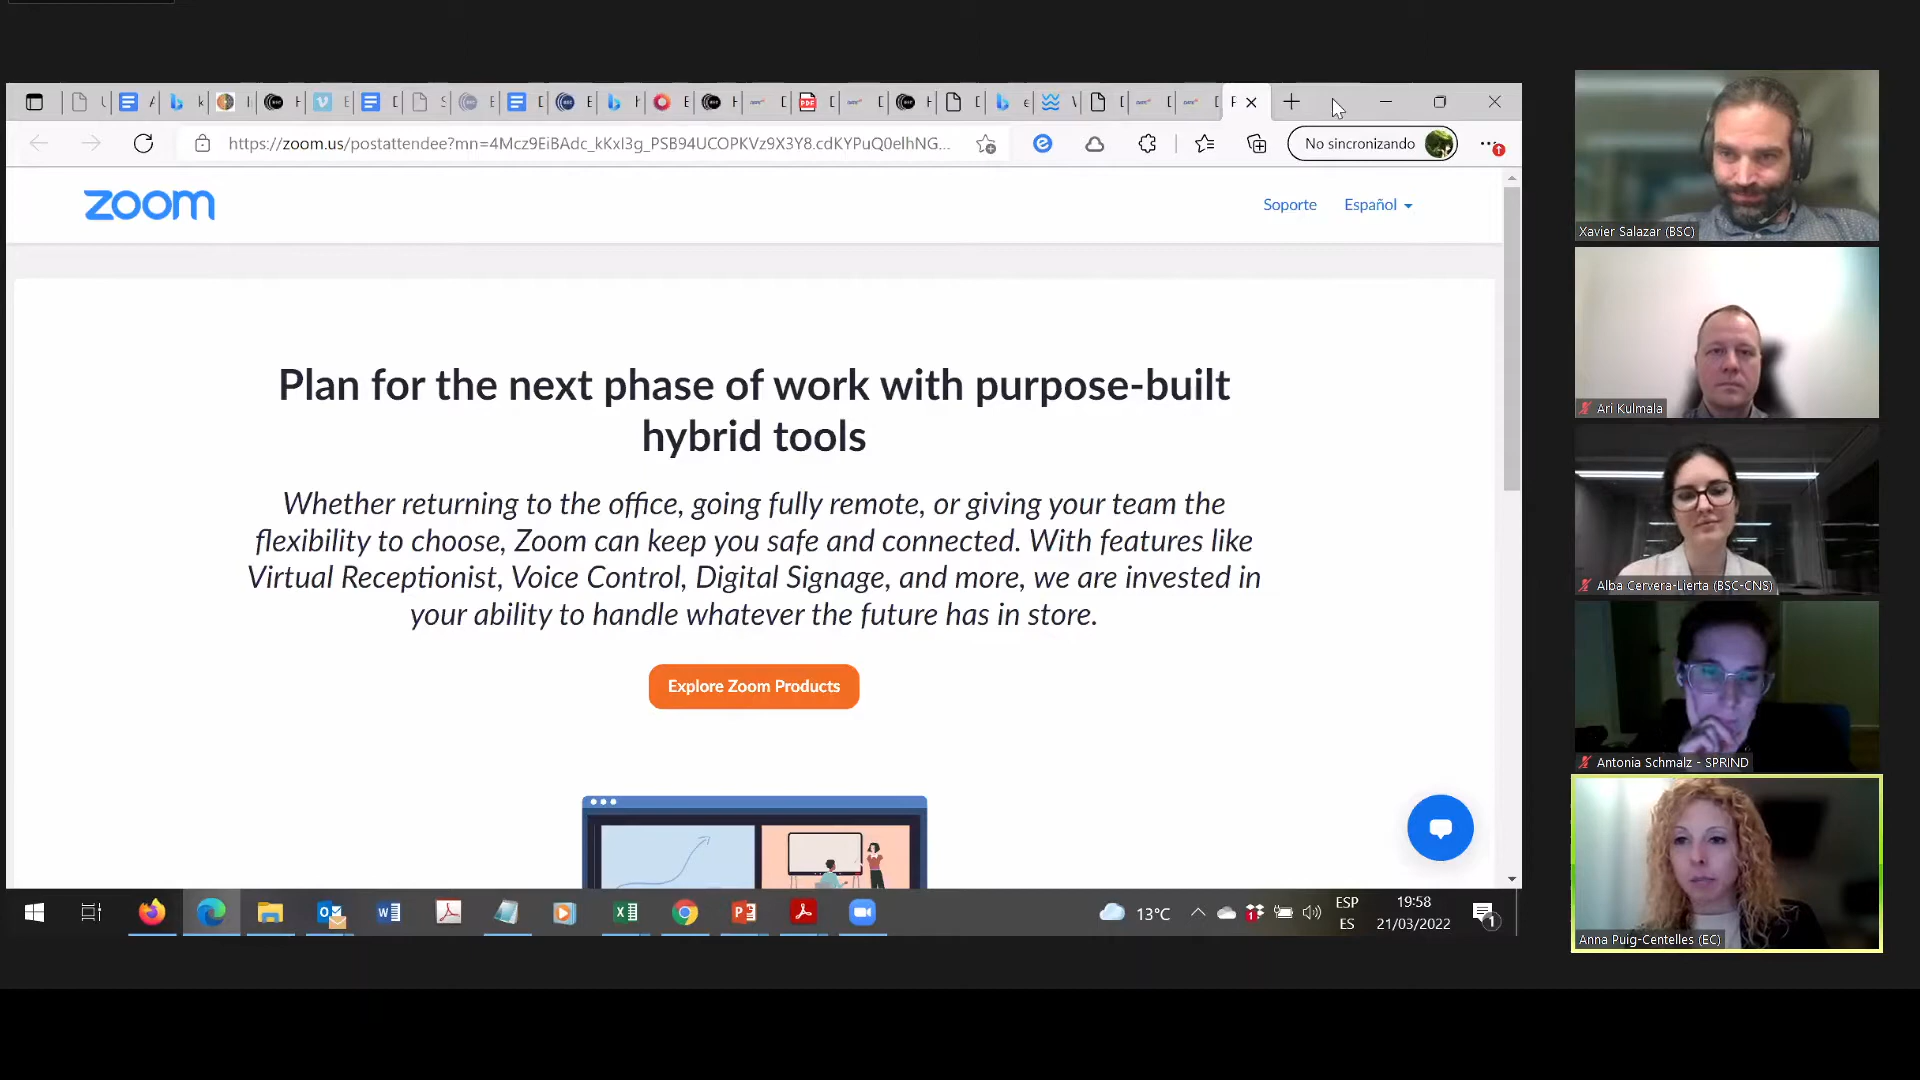 https://zoom.us/postattendee?mn=4Mcz9EiBAdc_kKxI3g_PSB94UCOPKVz9X3Y8.cdKYPuQ0elhNG...
No sincronizando
zoom
Soporte
Español
Plan for the next phase of work with purpose-built
hybrid tools
Whether returning to the office, going fully remote, or giving your team the
flexibility to choose, Zoom can keep you safe and connected. With features like
Virtual Receptionist, Voice Control, Digital Signage, and more, we are invested in
your ability to handle whatever the future has in store.
Explore Zoom Products
13°C
ESP
ES
19:58
21/03/2022
1
Xavier Salazar (BSC)
Ari Kulmala
Alba Cervera-Lierta (BSC-CNS)
Antonia Schmalz - SPRIND
Anna Puig-Centelles (EC)